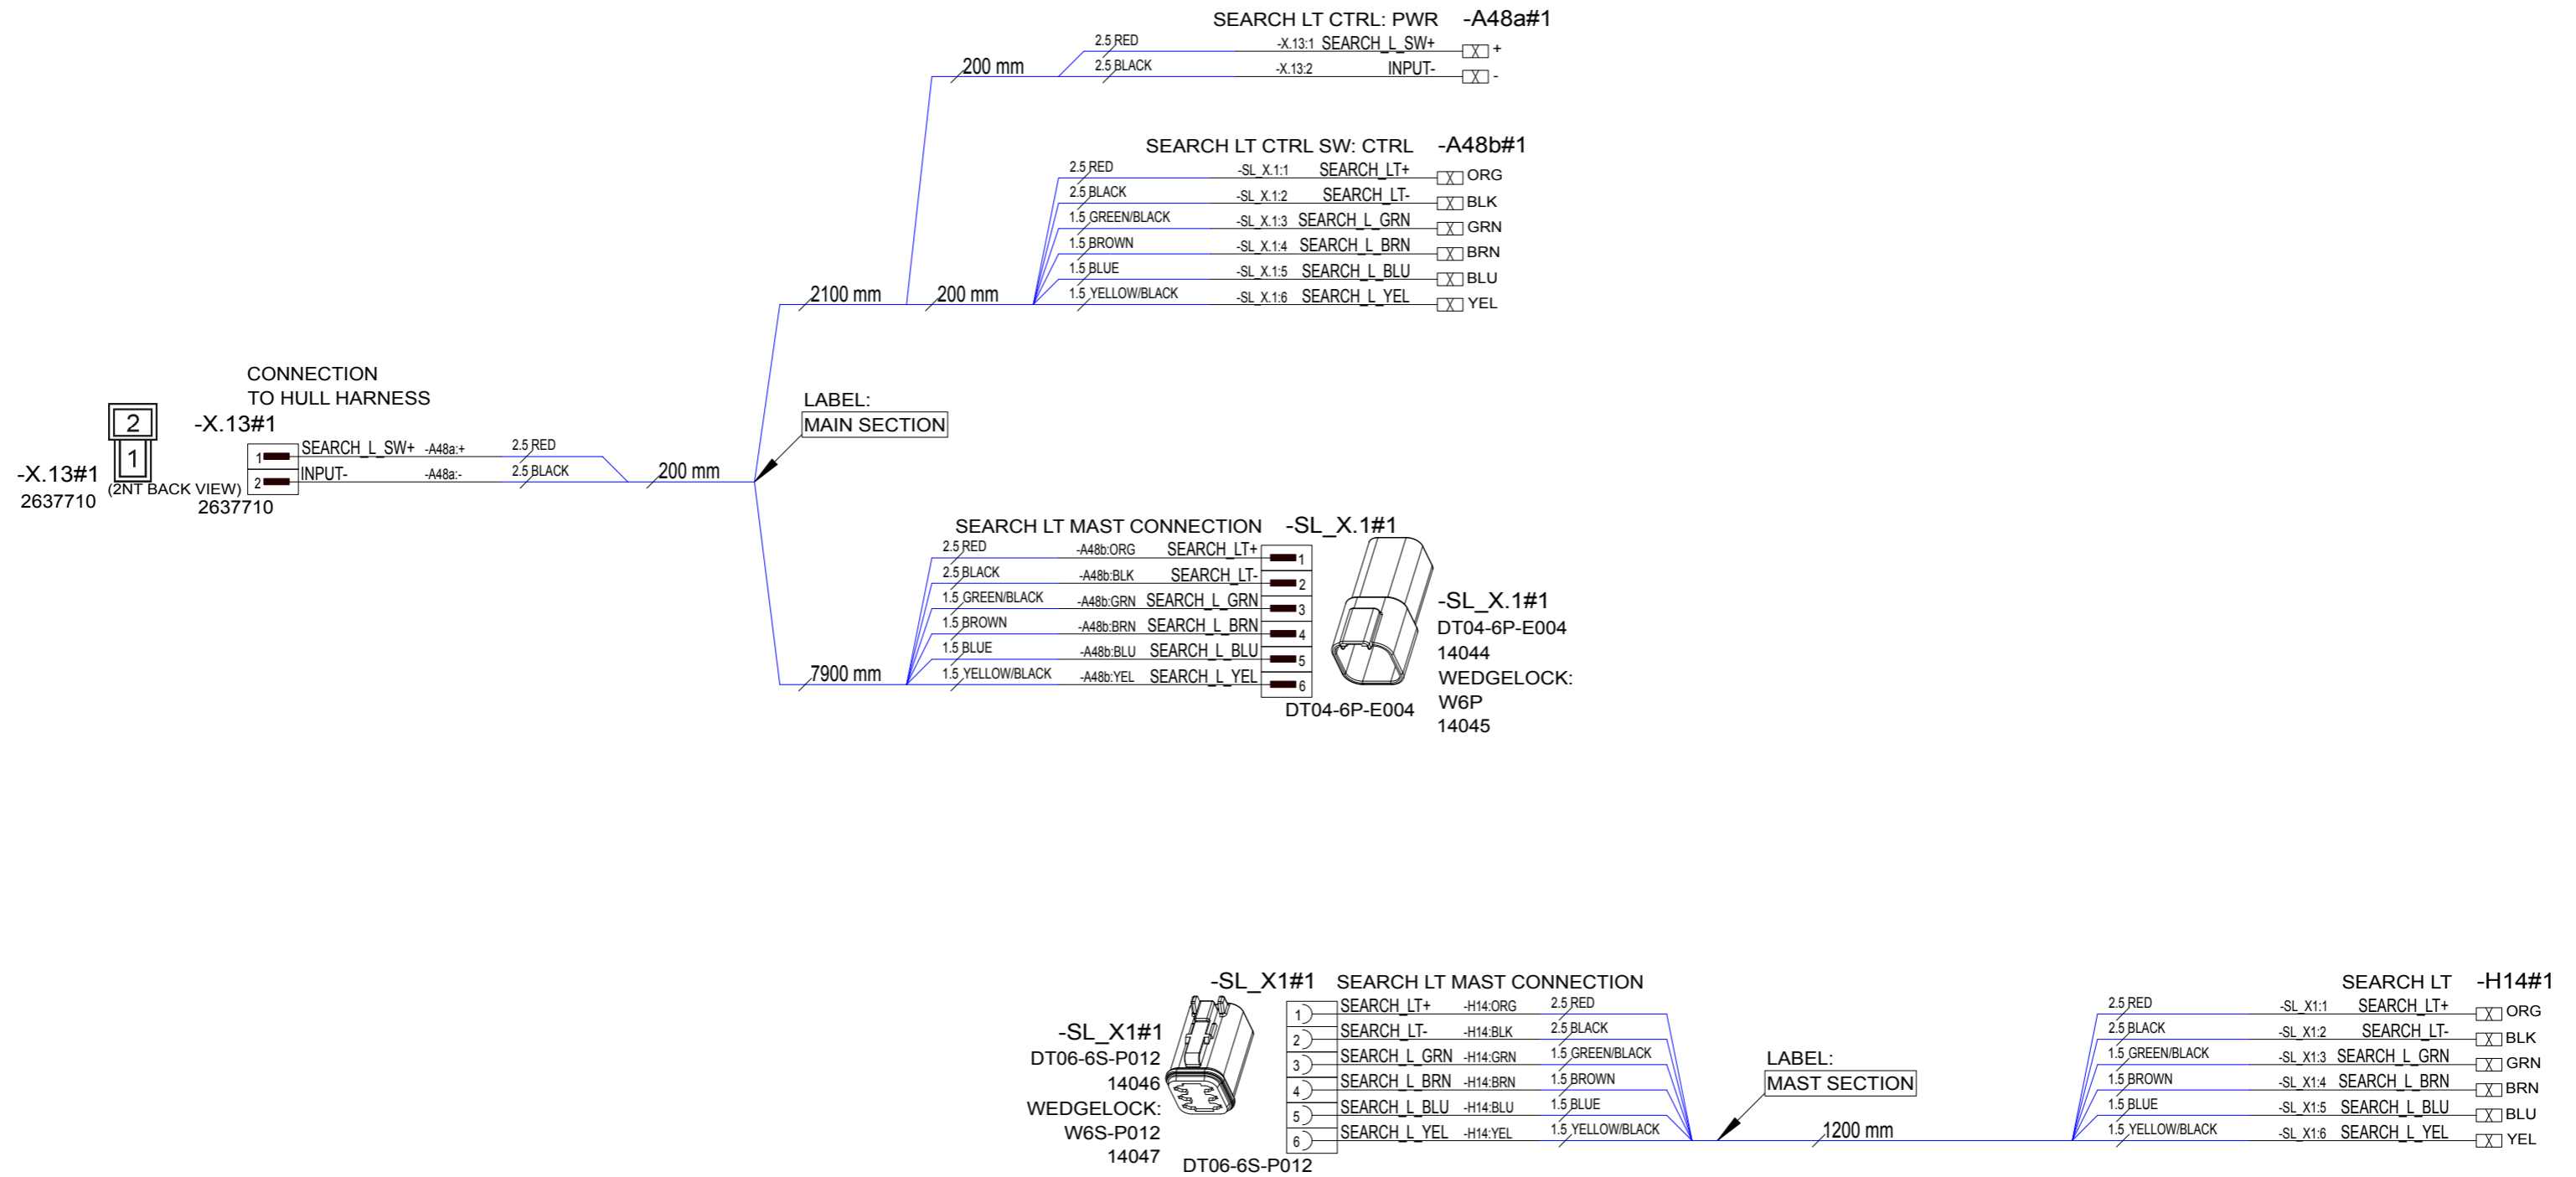 SEARCH LT CTRL: PWR -A48a#1
2.5 RED -X.13:1 SEARCH_L_SW+ X +
200 mm 2.5 BLACK -X.13:2 INPUT- X -
SEARCH LT CTRL SW: CTRL -A48b#1
2.5 RED -SL_X.1:1 SEARCH_LT+ X ORG
2.5 BLACK -SL_X.1:2 SEARCH_LT- X BLK
1.5 GREEN/BLACK -SL_X.1:3 SEARCH_L_GRN X GRN
1.5 BROWN -SL_X.1:4 SEARCH_L_BRN X BRN
1.5 BLUE -SL_X.1:5 SEARCH_L_BLU X BLU
2100 mm 200 mm 1.5 YELLOW/BLACK -SL_X.1:6 SEARCH_L_YEL X YEL
CONNECTION
TO HULL HARNESS
-X.13#1
1 SEARCH_L_SW+ -A48a:+ 2.5 RED
2 INPUT- -A48a:- 2.5 BLACK 200 mm
2637710
2
1
-X.13#1
(2NT BACK VIEW)
2637710
LABEL:
MAIN SECTION
SEARCH LT MAST CONNECTION -SL_X.1#1
2.5 RED -A48b:ORG SEARCH_LT+ 1
2.5 BLACK -A48b:BLK SEARCH_LT- 2
1.5 GREEN/BLACK -A48b:GRN SEARCH_L_GRN 3
1.5 BROWN -A48b:BRN SEARCH_L_BRN 4
1.5 BLUE -A48b:BLU SEARCH_L_BLU 5
7900 mm 1.5 YELLOW/BLACK -A48b:YEL SEARCH_L_YEL 6
DT04-6P-E004
-SL_X.1#1
DT04-6P-E004
14044
WEDGELOCK:
W6P
14045
-SL_X1#1 SEARCH LT MAST CONNECTION
1 SEARCH_LT+ -H14:ORG 2.5 RED
2 SEARCH_LT- -H14:BLK 2.5 BLACK
3 SEARCH_L_GRN -H14:GRN 1.5 GREEN/BLACK
4 SEARCH_L_BRN -H14:BRN 1.5 BROWN
5 SEARCH_L_BLU -H14:BLU 1.5 BLUE
6 SEARCH_L_YEL -H14:YEL 1.5 YELLOW/BLACK
DT06-6S-P012
-SL_X1#1
DT06-6S-P012
14046
WEDGELOCK:
W6S-P012
14047
LABEL:
MAST SECTION
1200 mm
SEARCH LT -H14#1
2.5 RED -SL_X1:1 SEARCH_LT+ X ORG
2.5 BLACK -SL_X1:2 SEARCH_LT- X BLK
1.5 GREEN/BLACK -SL_X1:3 SEARCH_L_GRN X GRN
1.5 BROWN -SL_X1:4 SEARCH_L_BRN X BRN
1.5 BLUE -SL_X1:5 SEARCH_L_BLU X BLU
1.5 YELLOW/BLACK -SL_X1:6 SEARCH_L_YEL X YEL